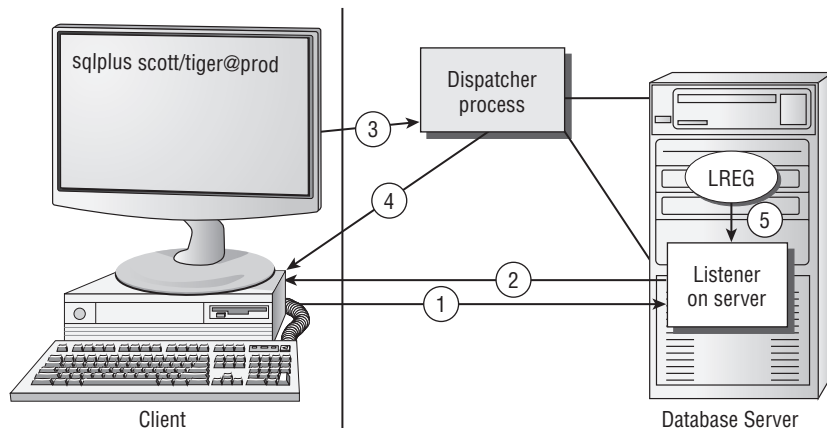 sqlplus scott/tiger@prod
Dispatcher
process
3
LREG
4
5
2
Listener
on server
1
Client
Database Server